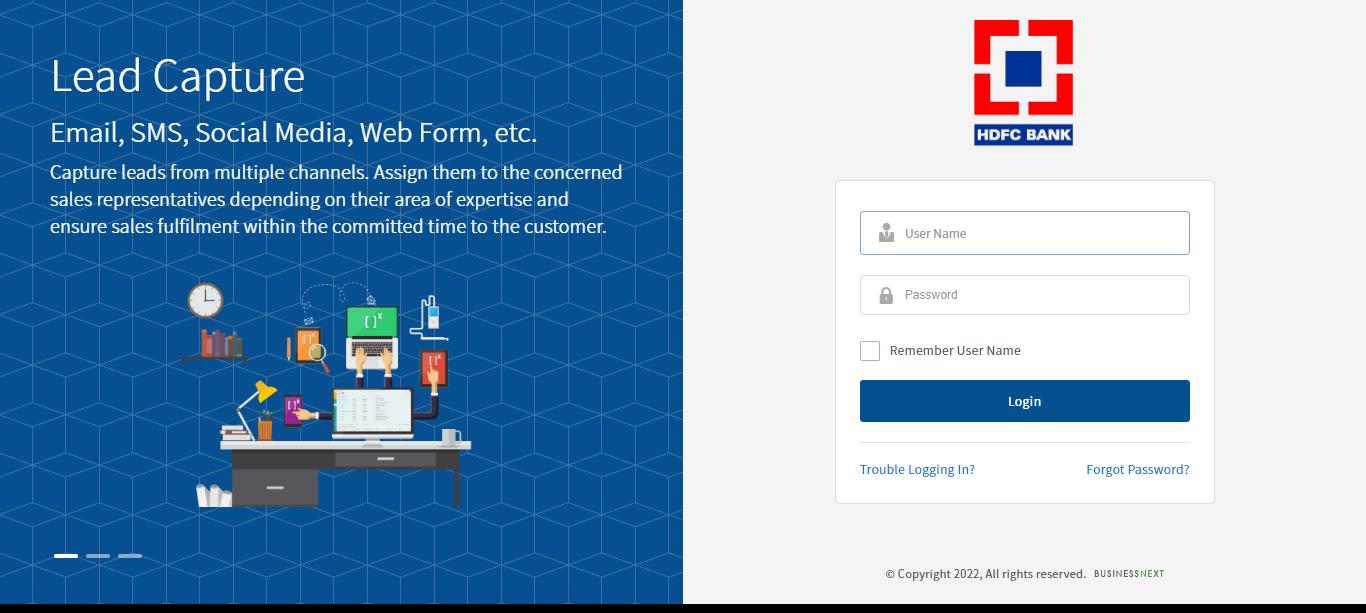 Lead Capture
Email, SMS, Social Media, Web Form, etc.
Capture leads from multiple channels. Assign them to the concerned
sales representatives depending on their area of expertise and
ensure sales fulfilment within the committed time to the customer.
HDFC BANK
User Name
Password
Remember User Name
Login
Trouble Logging In?
Forgot Password?
© Copyright 2022, All rights reserved. BUSINESSNEXT